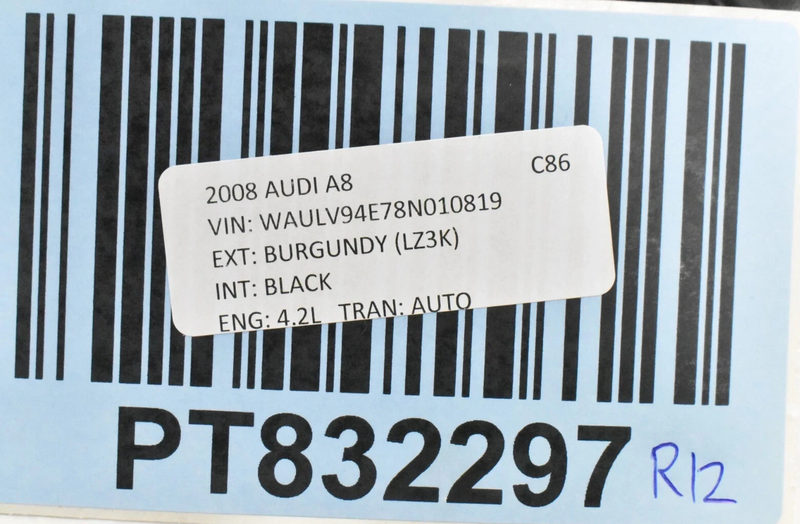 2008 AUDI A8 C86
VIN: WAULV94E78N010819
EXT: BURGUNDY (LZ3K)
INT: BLACK
ENG: 4.2L TRAN: AUTO
PT832297 R12